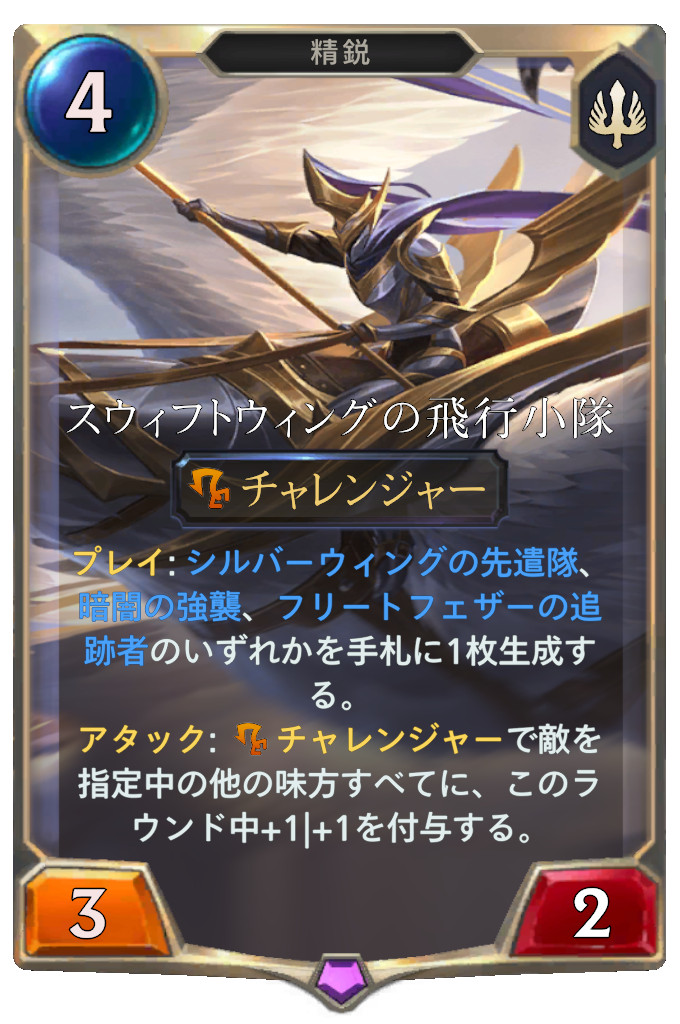 4
精鋭
スウィフトウィングの飛行小隊
チャレンジャー
プレイ: シルバーウィングの先遣隊、
暗闇の強襲、フリートフェザーの追
跡者のいずれかを手札に1枚生成す
る。
アタック: チャレンジャーで敵を
指定中の他の味方すべてに、このラ
ウンド中+1|+1を付与する。
3
2